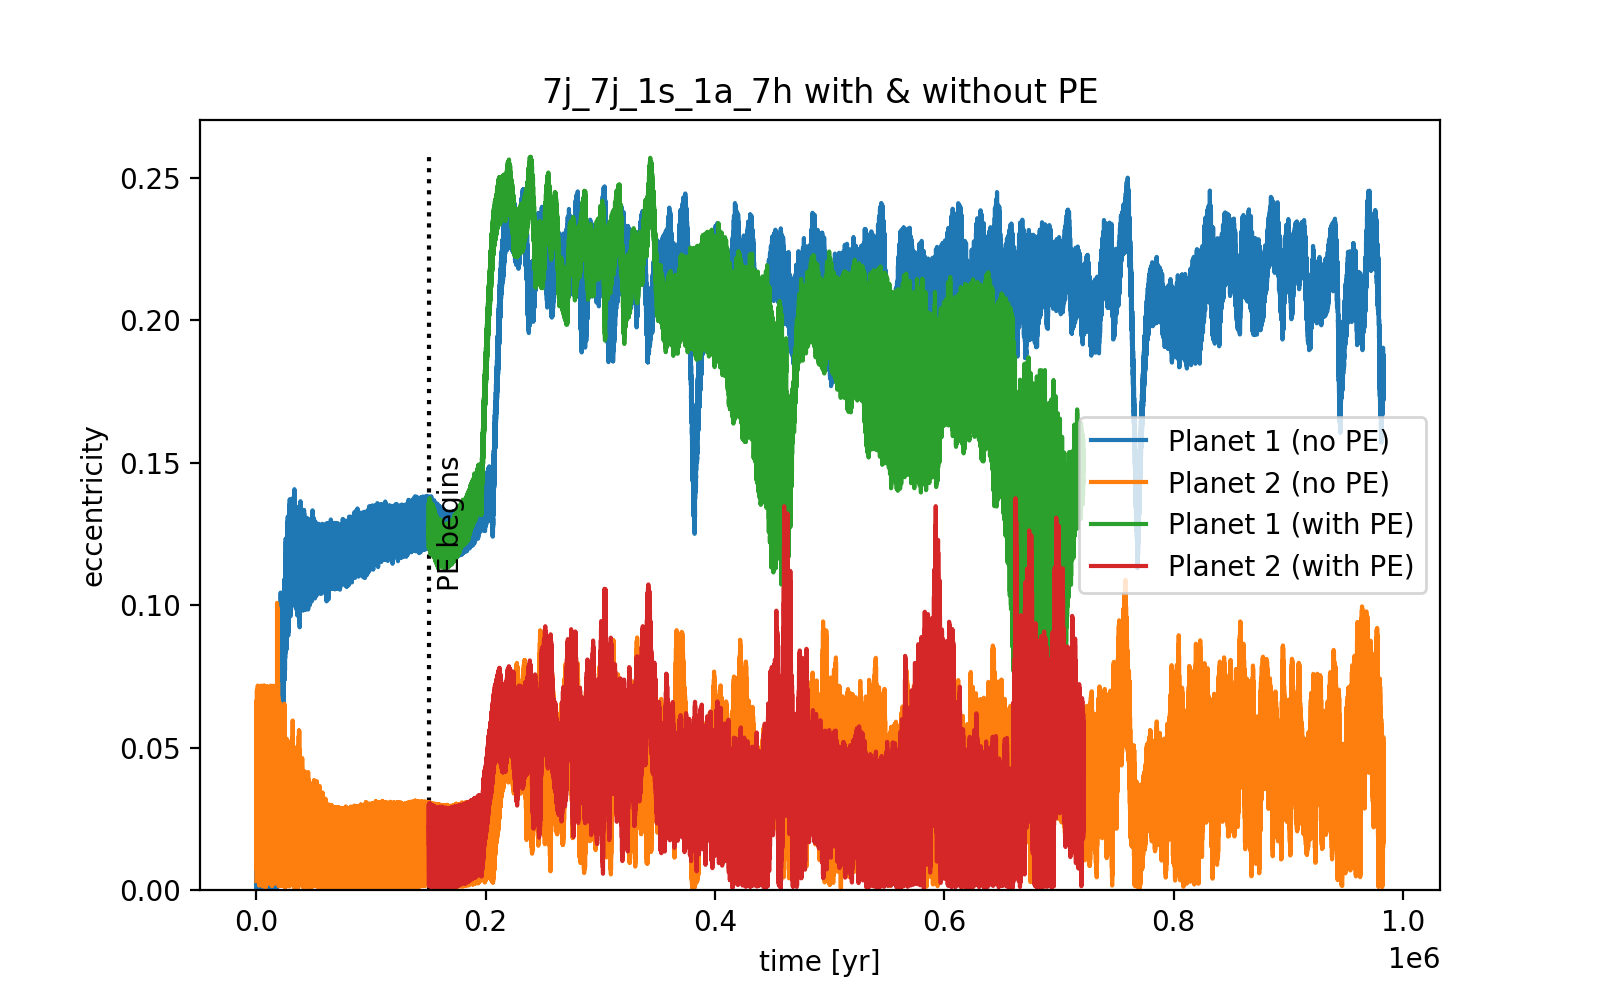 7j_7j_1s_1a_7h with & without PE
eccentricity
0.25
0.20
0.15
0.10
0.05
0.00
PE begins
Planet 1 (no PE)
Planet 2 (no PE)
Planet 1 (with PE)
Planet 2 (with PE)
0.0 0.2 0.4 0.6 0.8 1.0
time [yr]
1e6